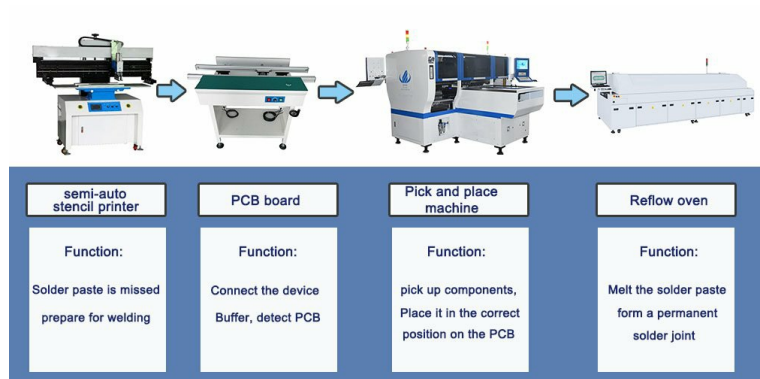 semi-auto
stencil printer
PCB board
Pick and place
machine
Reflow oven
Function:
Solder paste is missed
prepare for welding
Function:
Connect the device
Buffer, detect PCB
Function:
pick up components,
Place it in the correct
position on the PCB
Function:
Melt the solder paste
form a permanent
solder joint